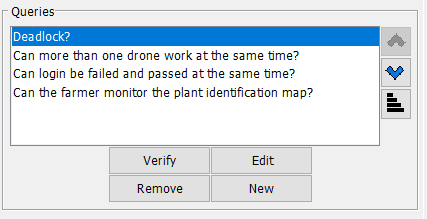 Queries
Deadlock?
Can more than one drone work at the same time?
Can login be failed and passed at the same time?
Can the farmer monitor the plant identification map?
Verify Edit
Remove New